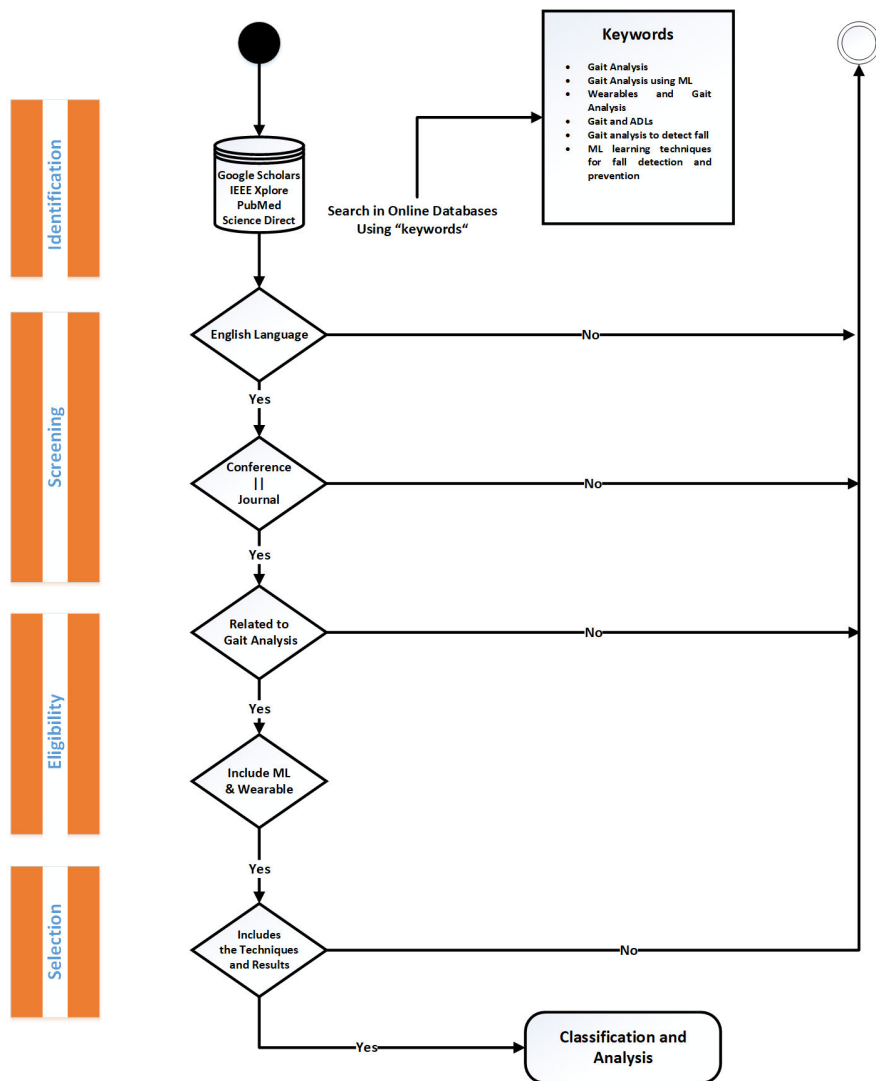 Keywords
• Gait Analysis
• Gait Analysis using ML
• Wearables and Gait
Analysis
• Gait and ADLs
• Gait analysis to detect fall
• ML learning techniques
for fall detection and
prevention
Identification
Google Scholars
IEEE Xplore
PubMed
Science Direct
Search in Online Databases
Using “keywords“
Screening
English Language
No
Yes
Conference
||
Journal
No
Yes
Eligibility
Related to
Gait Analysis
No
Yes
Include ML
& Wearable
Yes
Selection
Includes
the Techniques
and Results
No
Yes
Classification and
Analysis